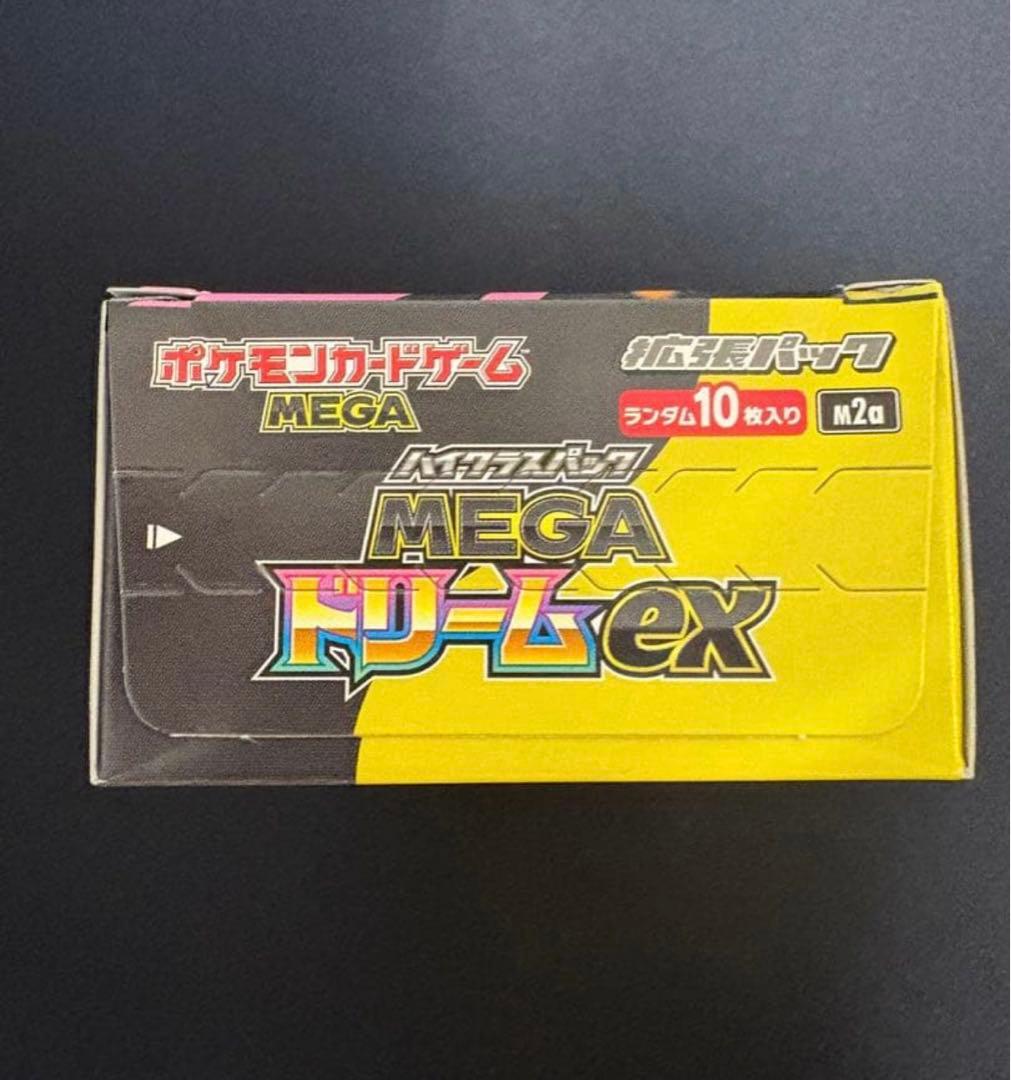 ポケモンカードゲーム
MEGA
拡張パック
ランダム10枚入り
M2a
ハイクラスパック
MEGA
ドリームex